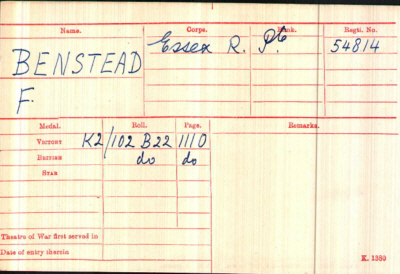 Name. Corps. Rank. Regtl. No.
BENSTEAD Essex R. Pte 54814
F.
Medal. Roll. Page. Remarks.
VICTORY K2/102 B22 1110
BRITISH do do
STAR
Theatre of War first served in
Date of entry therein
K. 1380